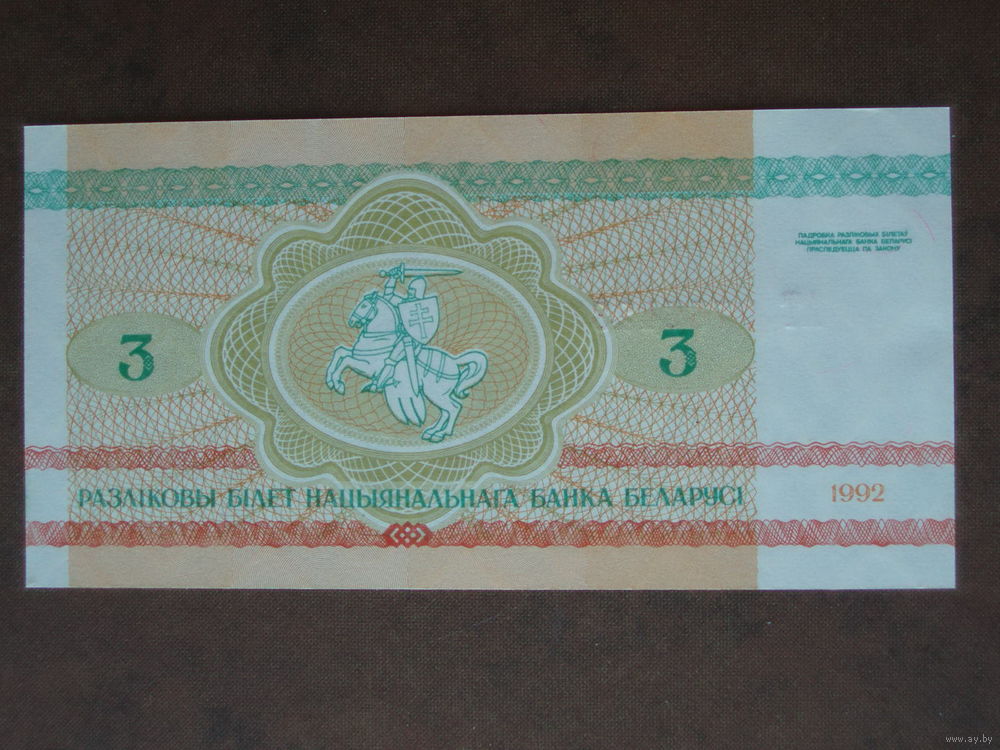 ПАДРОБКА РАЗЛІКОВЫХ БІЛЕТАЎ
НАЦЫЯНАЛЬНАГА БАНКА БЕЛАРУСІ
ПРАСЛЕДУЕЦЦА ПА ЗАКОНУ
3 3
РАЗЛІКОВЫ БІЛЕТ НАЦЫЯНАЛЬНАГА БАНКА БЕЛАРУСІ 1992
www.ay.by